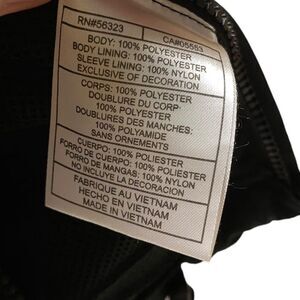 RN#56323 CA#05553
BODY: 100% POLYESTER
BODY LINING: 100% POLYESTER
SLEEVE LINING: 100% NYLON
EXCLUSIVE OF DECORATION
CORPS: 100% POLYESTER
DOUBLURE DU CORP:
100% POLYESTER
DOUBLURES DES MANCHES:
100% POLYAMIDE
SANS ORNEMENTS
CUERPO: 100% POLIESTER
FORRO DE CUERPO: 100% POLIESTER
FORRO DE MANGAS: 100% NYLON
NO INCLUYE LA DECORACION
FABRIQUE AU VIETNAM
HECHO EN VIETNAM
MADE IN VIETNAM